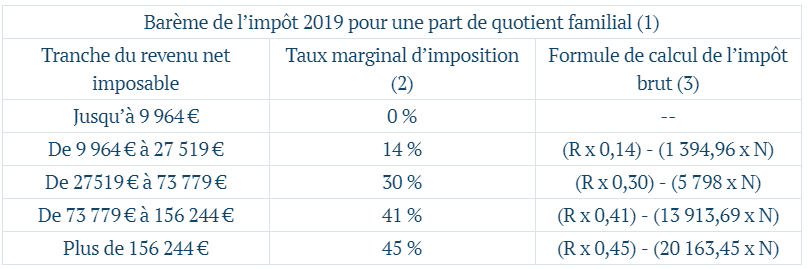 Barème de l’impôt 2019 pour une part de quotient familial (1)
Tranche du revenu net Taux marginal d’imposition Formule de calcul de l’impôt
imposable (2) brut (3)
Jusqu’à 9 964 € 0 % --
De 9 964 € à 27 519 € 14 % (R x 0,14) - (1 394,96 x N)
De 27519 € à 73 779 € 30 % (R x 0,30) - (5 798 x N)
De 73 779 € à 156 244 € 41 % (R x 0,41) - (13 913,69 x N)
Plus de 156 244 € 45 % (R x 0,45) - (20 163,45 x N)